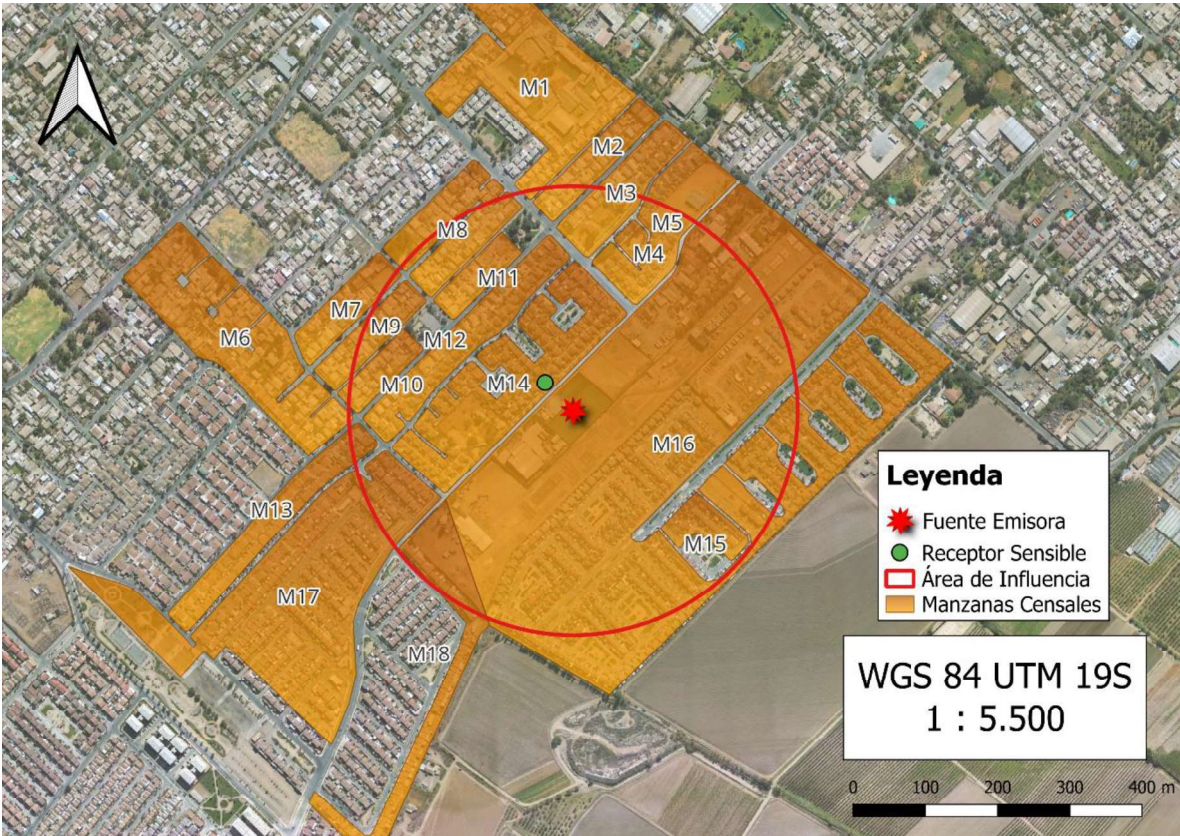 M1
M2
M3
M5
M8
M4
M11
M7
M9
M6
M12
M10
M14
M16
M13
M15
M17
M18
Leyenda
Fuente Emisora
Receptor Sensible
Área de Influencia
Manzanas Censales
WGS 84 UTM 19S
1 : 5.500
0 100 200 300 400 m